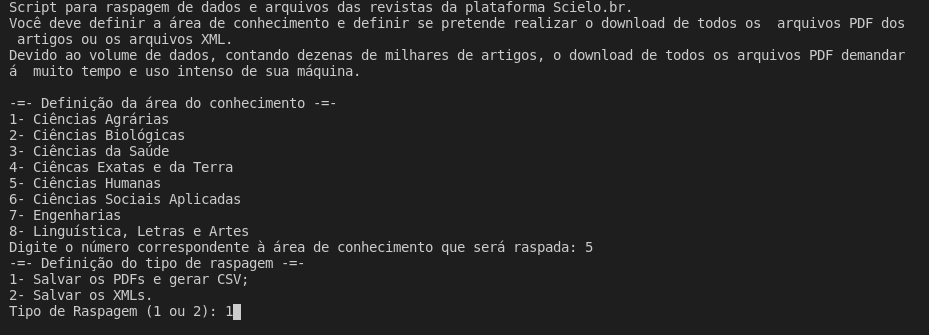 Script para raspagem de dados e arquivos das revistas da plataforma Scielo.br.
Você deve definir a área de conhecimento e definir se pretende realizar o download de todos os  arquivos PDF dos
 artigos ou os arquivos XML.
Devido ao volume de dados, contando dezenas de milhares de artigos, o download de todos os arquivos PDF demandar
á  muito tempo e uso intenso de sua máquina.

-=- Definição da área do conhecimento -=-
1- Ciências Agrárias
2- Ciências Biológicas
3- Ciências da Saúde
4- Ciêncas Exatas e da Terra
5- Ciências Humanas
6- Ciências Sociais Aplicadas
7- Engenharias
8- Linguística, Letras e Artes
Digite o número correspondente à área de conhecimento que será raspada: 5
-=- Definição do tipo de raspagem -=-
1- Salvar os PDFs e gerar CSV;
2- Salvar os XMLs.
Tipo de Raspagem (1 ou 2): 1